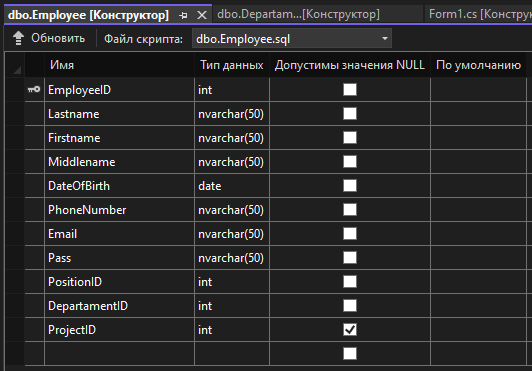 dbo.Employee [Конструктор] dbo.Departam...[Конструктор] Form1.cs [Конструк
Обновить Файл скрипта: dbo.Employee.sql
Имя Тип данных Допустимы значения NULL По умолчанию
EmployeeID int
Lastname nvarchar(50)
Firstname nvarchar(50)
Middlename nvarchar(50)
DateOfBirth date
PhoneNumber nvarchar(50)
Email nvarchar(50)
Pass nvarchar(50)
PositionID int
DepartamentID int
ProjectID int